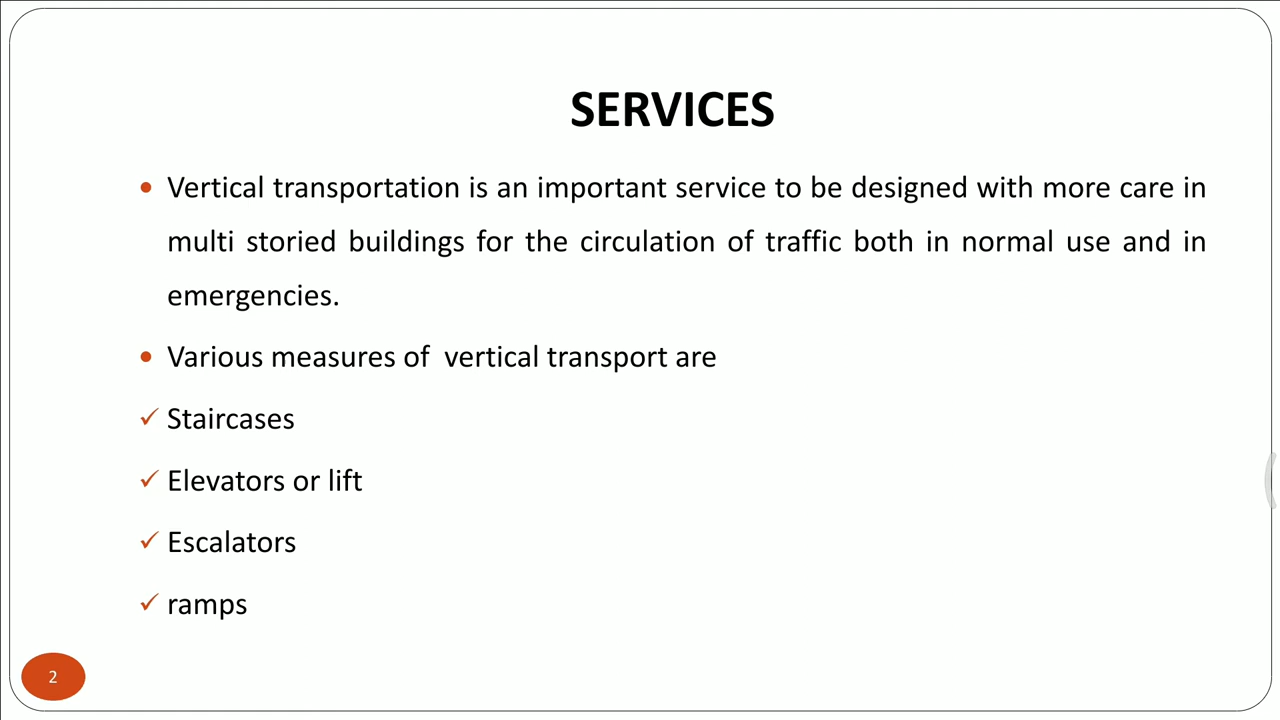 SERVICES
• Vertical transportation is an important service to be designed with more care in
multi storied buildings for the circulation of traffic both in normal use and in
emergencies.
• Various measures of  vertical transport are
✓ Staircases
✓ Elevators or lift
✓ Escalators
✓ ramps
2